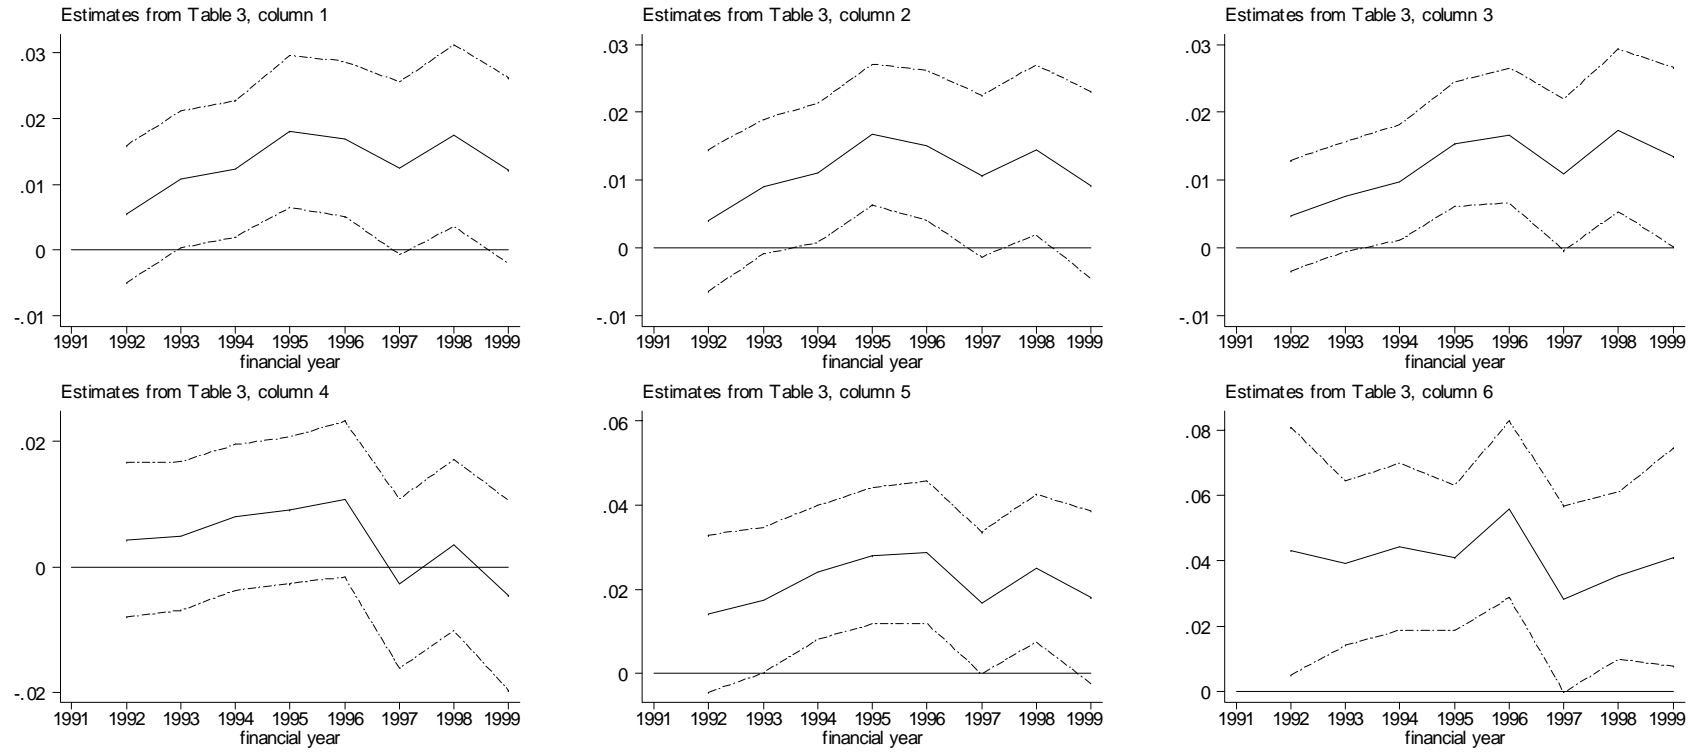 Estimates from Table 3, column 1
.03
.02
.01
0
-.01
1991 1992 1993 1994 1995 1996 1997 1998 1999
financial year
Estimates from Table 3, column 2
.03
.02
.01
0
-.01
1991 1992 1993 1994 1995 1996 1997 1998 1999
financial year
Estimates from Table 3, column 3
.03
.02
.01
0
-.01
1991 1992 1993 1994 1995 1996 1997 1998 1999
financial year
Estimates from Table 3, column 4
.02
0
-.02
1991 1992 1993 1994 1995 1996 1997 1998 1999
financial year
Estimates from Table 3, column 5
.06
.04
.02
0
1991 1992 1993 1994 1995 1996 1997 1998 1999
financial year
Estimates from Table 3, column 6
.08
.06
.04
.02
0
1991 1992 1993 1994 1995 1996 1997 1998 1999
financial year